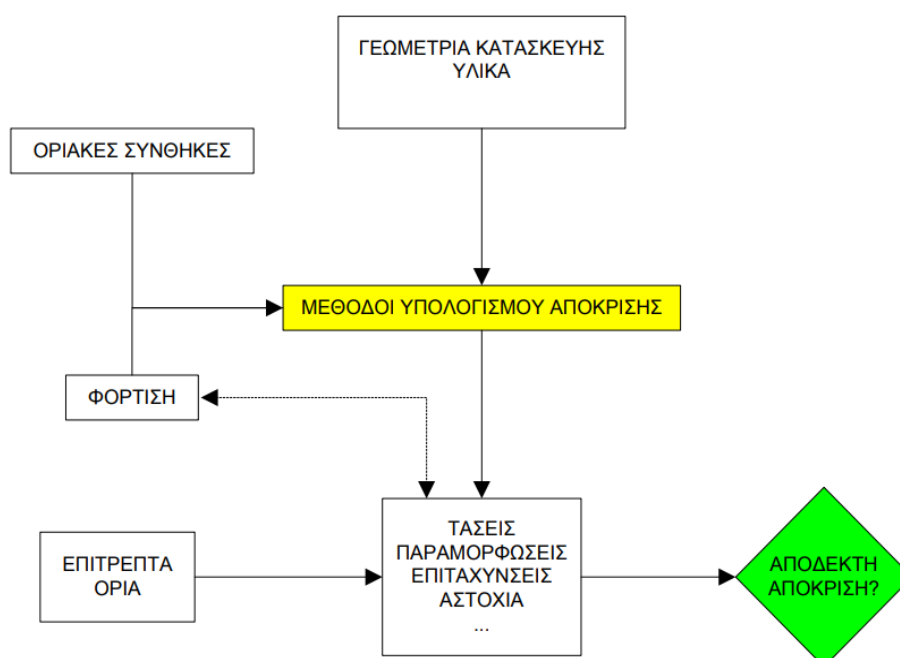 ΓΕΩΜΕΤΡΙΑ ΚΑΤΑΣΚΕΥΗΣ
ΥΛΙΚΑ
ΟΡΙΑΚΕΣ ΣΥΝΘΗΚΕΣ
ΜΕΘΟΔΟΙ ΥΠΟΛΟΓΙΣΜΟΥ ΑΠΟΚΡΙΣΗΣ
ΦΟΡΤΙΣΗ
ΕΠΙΤΡΕΠΤΑ
ΟΡΙΑ
ΤΑΣΕΙΣ
ΠΑΡΑΜΟΡΦΩΣΕΙΣ
ΕΠΙΤΑΧΥΝΣΕΙΣ
ΑΣΤΟΧΙΑ
...
ΑΠΟΔΕΚΤΗ
ΑΠΟΚΡΙΣΗ?